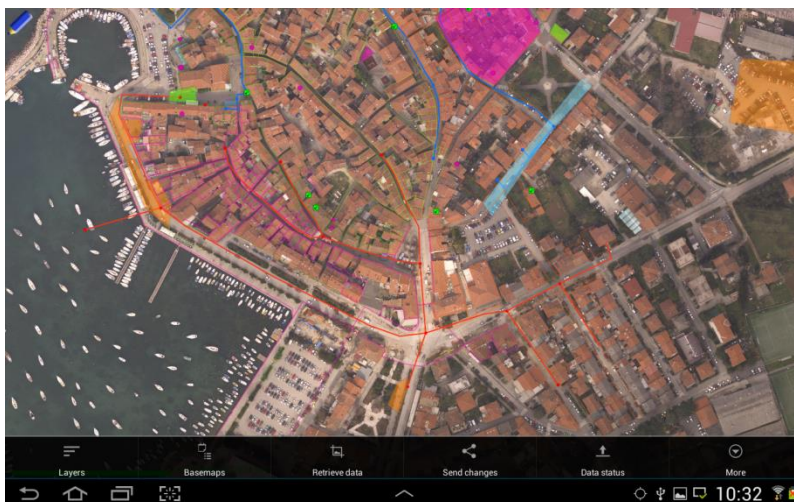 Layers
Basemaps
Retrieve data
Send changes
Data status
More
10:32